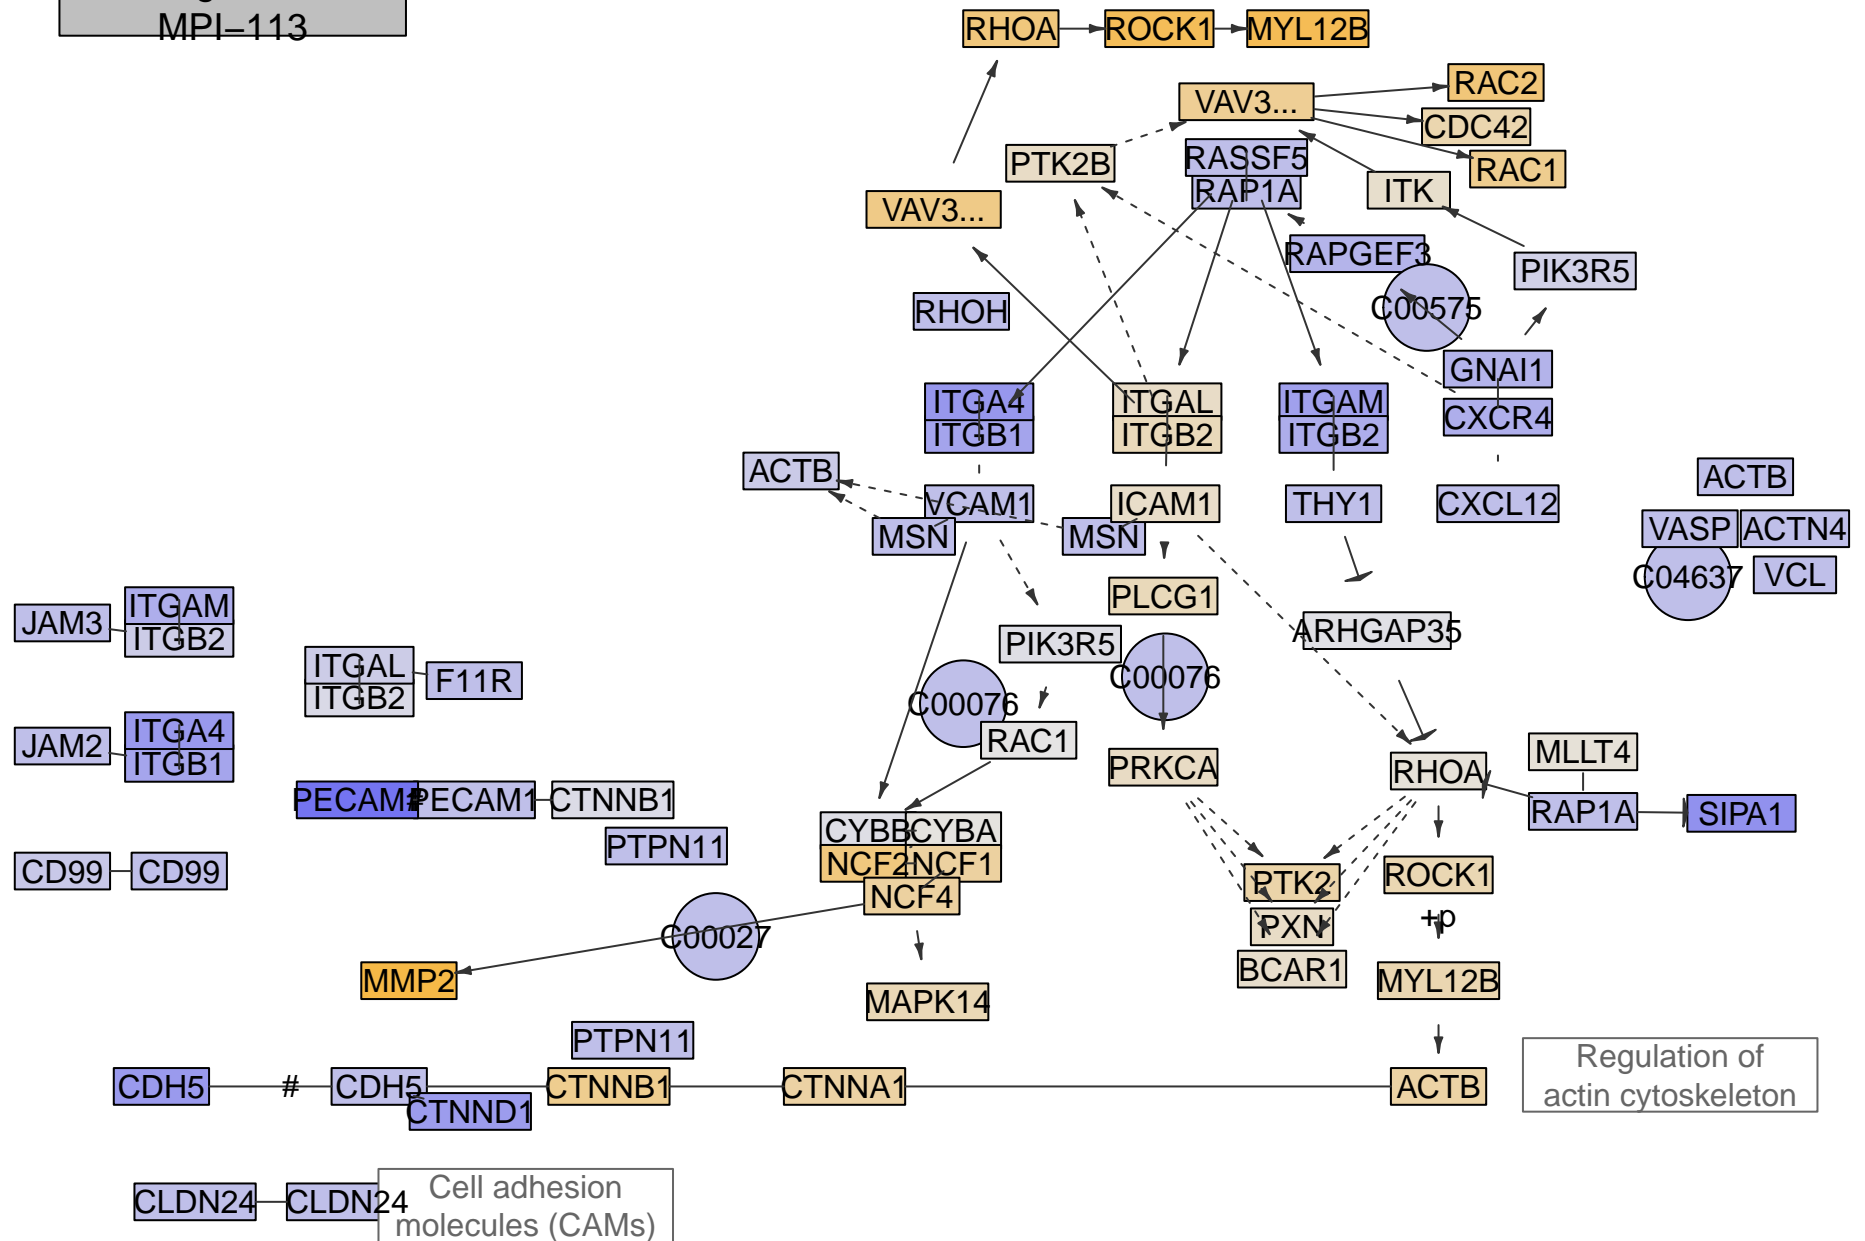 MPI–113
RHOA
ROCK1
MYL12B
RAC2
VAV3...
CDC42
RASSF5
PTK2B
RAC1
RAP1A
ITK
VAV3...
RAPGEF3
PIK3R5
RHOH
C00575
GNAI1
ITGA4
ITGAL
ITGAM
CXCR4
ITGB1
ITGB2
ITGB2
ACTB
ACTB
VCAM1
ICAM1
THY1
CXCL12
MSN
MSN
VASP
ACTN4
C04637
VCL
PLCG1
ITGAM
JAM3
ITGB2
ARHGAP35
PIK3R5
ITGAL
F11R
ITGB2
C00076
C00076
ITGA4
JAM2
ITGB1
RAC1
MLLT4
PRKCA
RHOA
PECAM1
#
PECAM1
CTNNB1
RAP1A
SIPA1
CYBB
CYBA
PTPN11
NCF2
NCF1
CD99
CD99
NCF4
PTK2
ROCK1
+p
PXN
C00027
BCAR1
MMP2
MYL12B
MAPK14
PTPN11
CDH5
#
CDH5
CTNNB1
CTNNA1
ACTB
CTNND1
Regulation of
actin cytoskeleton
CLDN24
CLDN24
Cell adhesion
molecules (CAMs)